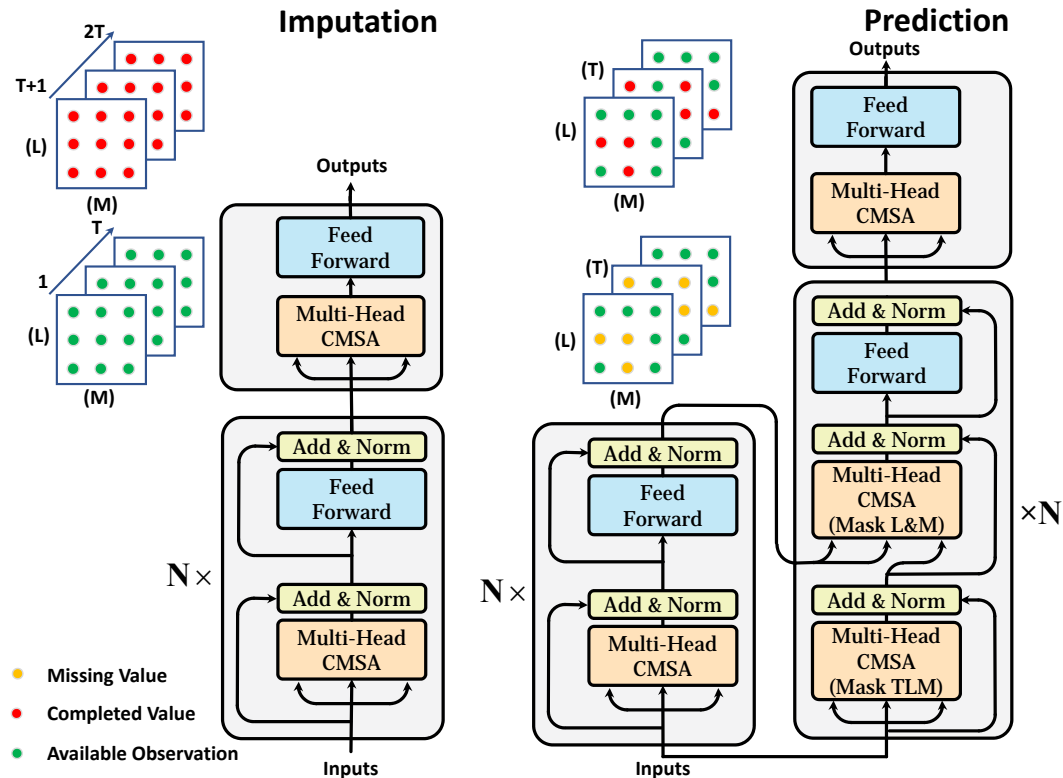 Imputation
2T
T+1
(L)
(M)
T
1
(L)
(M)
Outputs
Feed
Forward
Multi-Head
CMSA
Add & Norm
Feed
Forward
N ×
Add & Norm
Multi-Head
CMSA
Inputs
Missing Value
Completed Value
Available Observation
Prediction
(T)
(L)
(M)
(T)
(L)
(M)
Add & Norm
Feed
Forward
N ×
Add & Norm
Multi-Head
CMSA
Inputs
Outputs
Feed
Forward
Multi-Head
CMSA
Add & Norm
Feed
Forward
Add & Norm
Multi-Head
CMSA
(Mask L&M)
×N
Add & Norm
Multi-Head
CMSA
(Mask TLM)